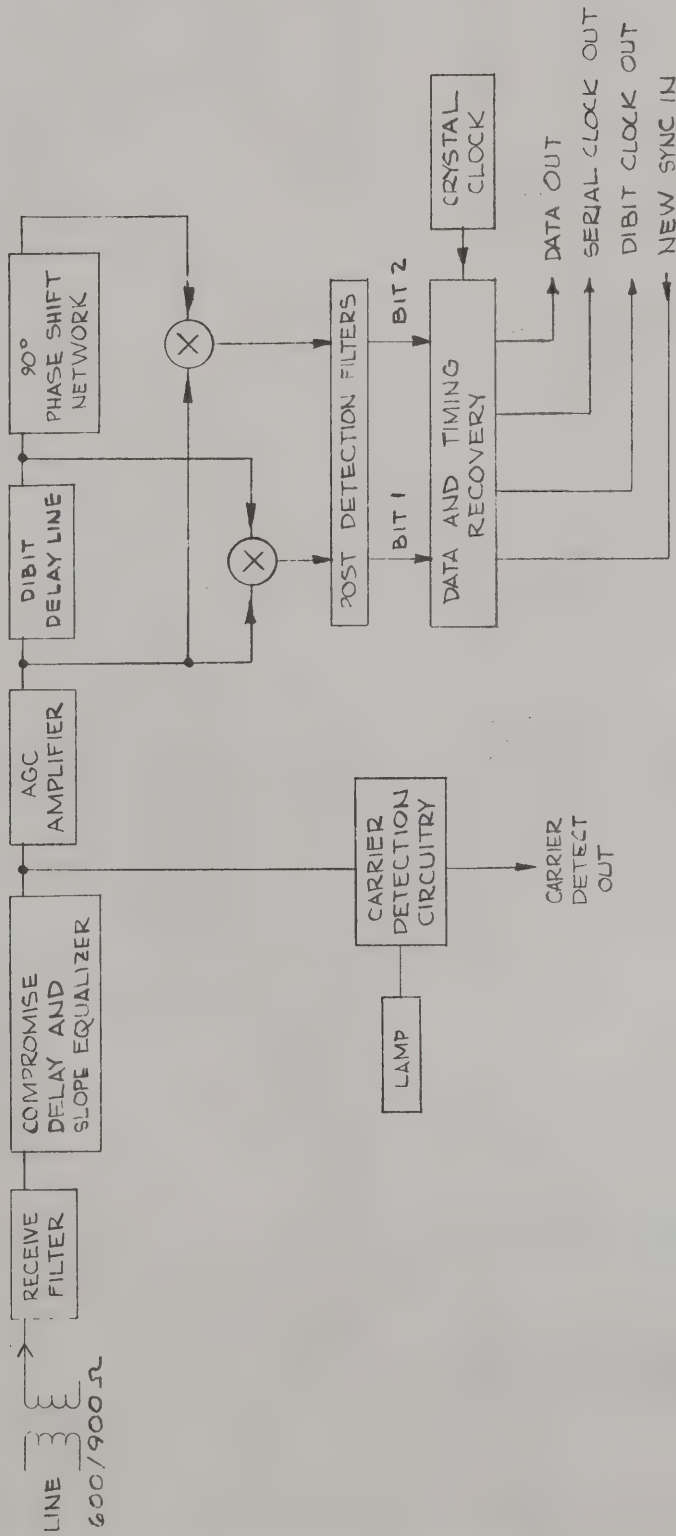 LINE
600/900 Ω
RECEIVE
FILTER
COMPROMISE
DELAY AND
SLOPE EQUALIZER
AGC
AMPLIFIER
DIBIT
DELAY LINE
90°
PHASE SHIFT
NETWORK
X
X
LAMP
CARRIER
DETECTION
CIRCUITRY
CARRIER
DETECT
OUT
POST DETECTION FILTERS
BIT 1
BIT 2
DATA AND TIMING
RECOVERY
CRYSTAL
CLOCK
DATA OUT
SERIAL CLOCK OUT
DIBIT CLOCK OUT
NEW SYNC IN